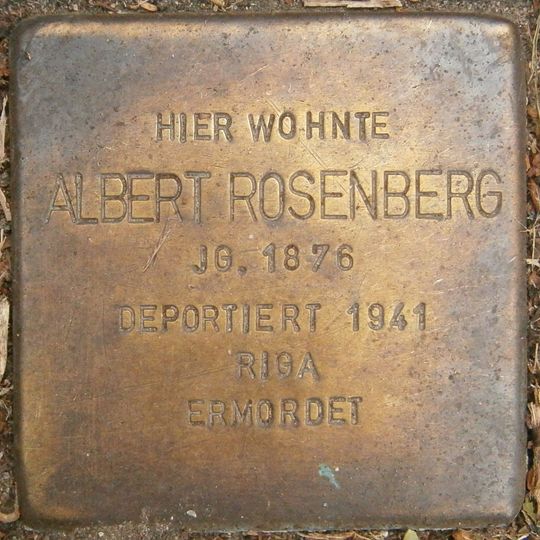 HIER WOHNTE
ALBERT ROSENBERG
JG. 1876
DEPORTIERT 1941
RIGA
ERMORDET